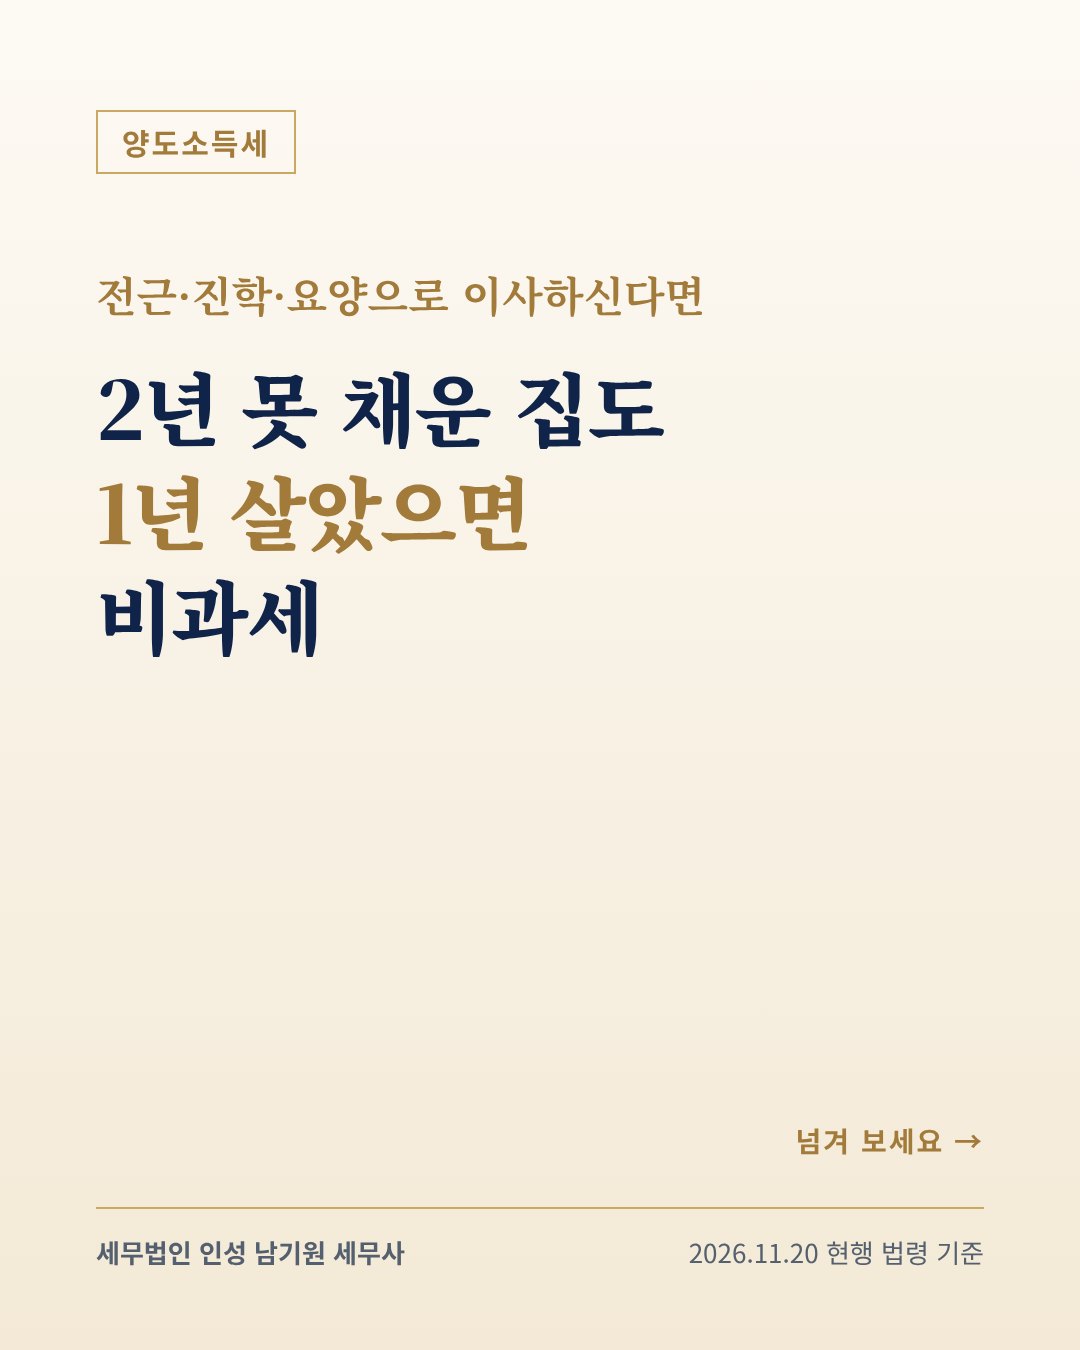 양도소득세
전근·진학·요양으로 이사하신다면
2년 못 채운 집도
1년 살았으면
비과세
넘겨 보세요 →
세무법인 인성 남기원 세무사
2026.11.20 현행 법령 기준